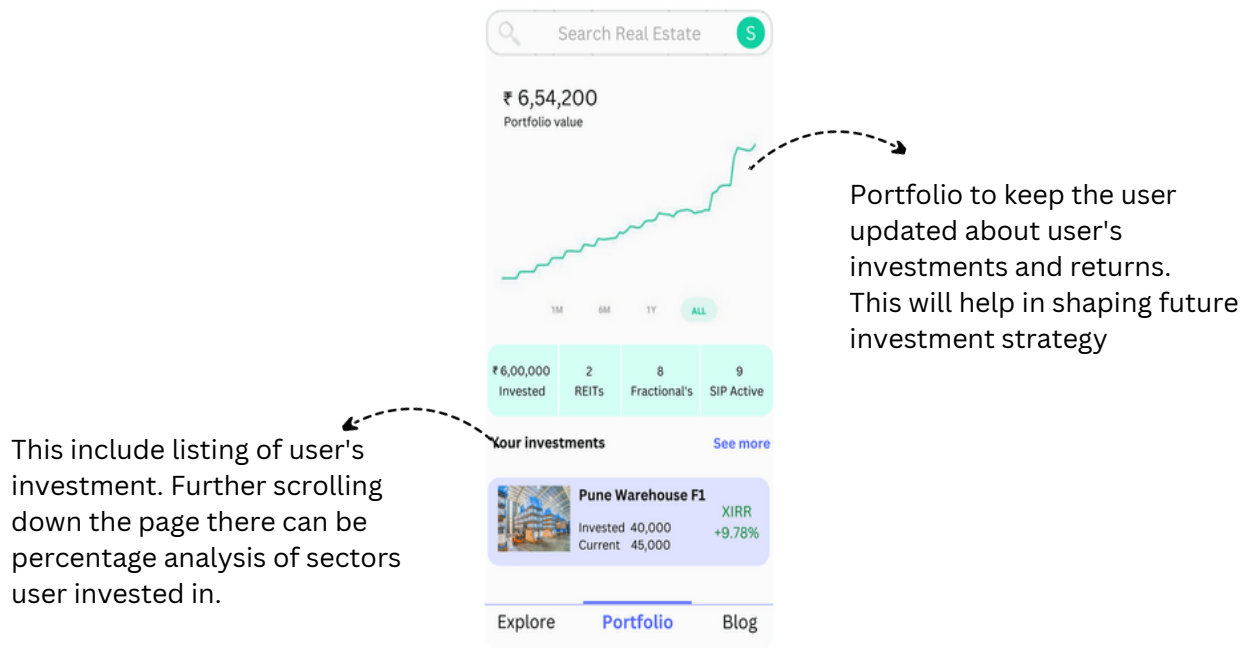 Search Real Estate
S
₹ 6,54,200
Portfolio value
1M 6M 1Y ALL
₹ 6,00,000 2 8 9
Invested REITs Fractional's SIP Active
Your investments See more
Pune Warehouse F1
XIRR
Invested 40,000
+9.78%
Current 45,000
Explore Portfolio Blog
Portfolio to keep the user
updated about user's
investments and returns.
This will help in shaping future
investment strategy
This include listing of user's
investment. Further scrolling
down the page there can be
percentage analysis of sectors
user invested in.